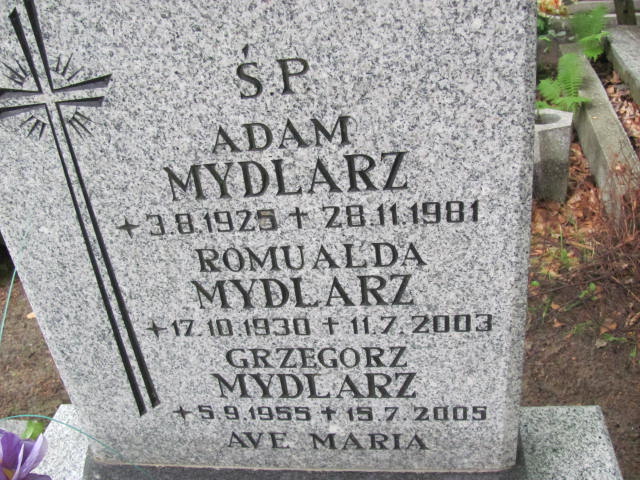 Ś.P.
ADAM
MYDLARZ
+ 3.8.1925 + 28.11.1981
ROMUALDA
MYDLARZ
+ 17.10.1930 + 11.7.2003
GRZEGORZ
MYDLARZ
+ 5.9.1955 + 15.7.2005
AVE MARIA